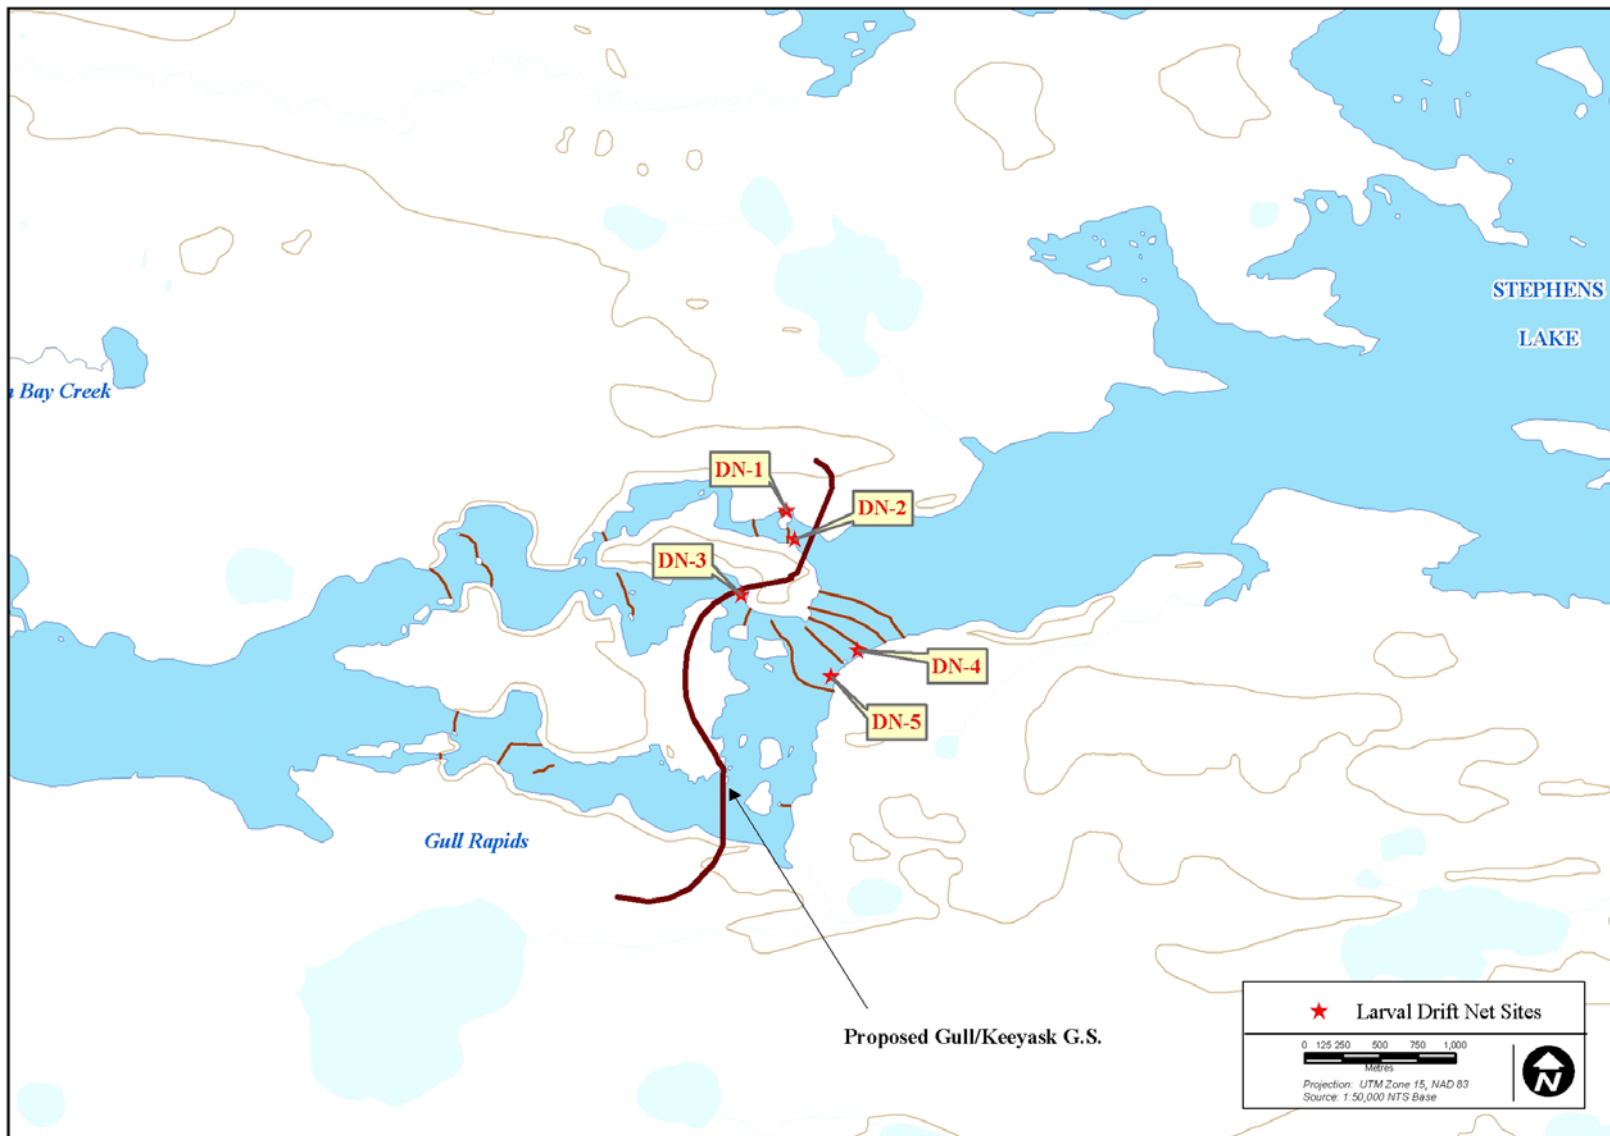 STEPHENS
LAKE
Bay Creek
DN-1
DN-2
DN-3
DN-4
DN-5
Gull Rapids
Proposed Gull/Keeyask G.S.
Larval Drift Net Sites
0 125 250 500 750 1,000
Metres
Projection: UTM Zone 15, NAD 83
Source: 1:50,000 NTS Base
N